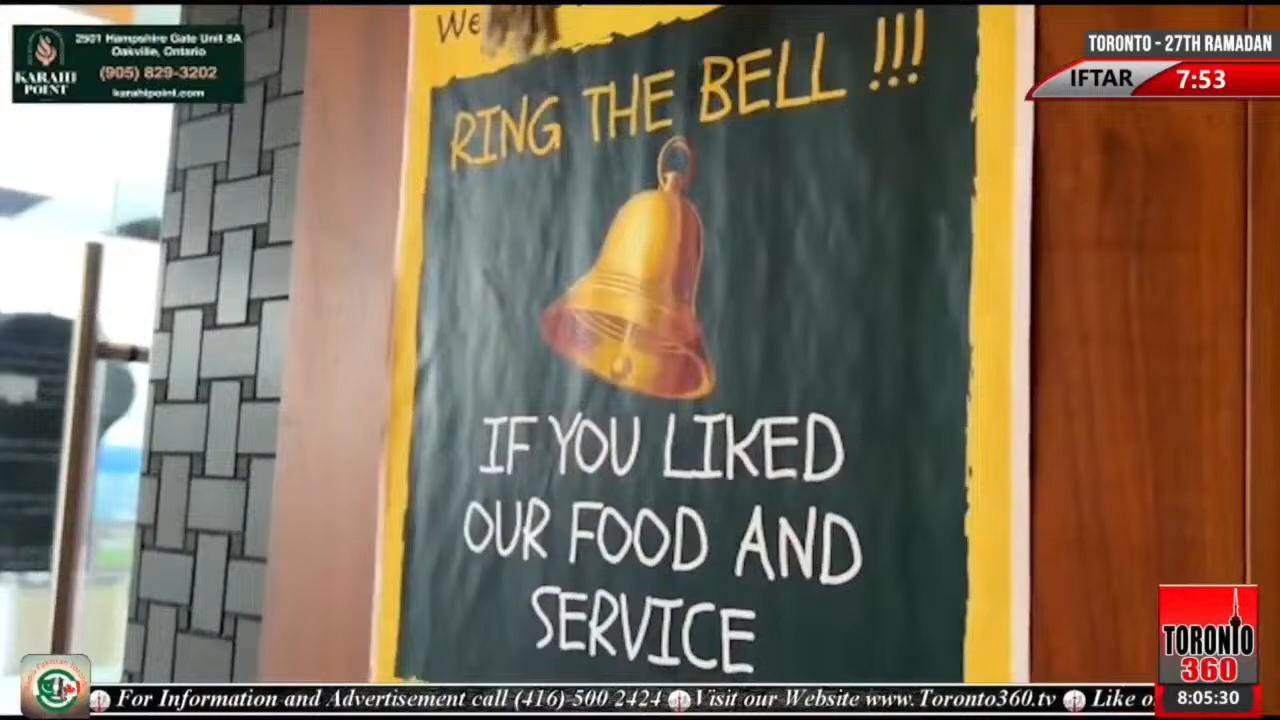 2501 Hampshire Gate Unit 8A
Oakville, Ontario
(905) 829-3202
karahipoint.com
KARAHI
POINT
TORONTO - 27TH RAMADAN
IFTAR 7:53
We
RING THE BELL !!!
IF YOU LIKED
OUR FOOD AND
SERVICE
TORONTO
360
8:05:30
For Information and Advertisement call (416)-500 2424 Visit our Website www.Toronto360.tv Like o